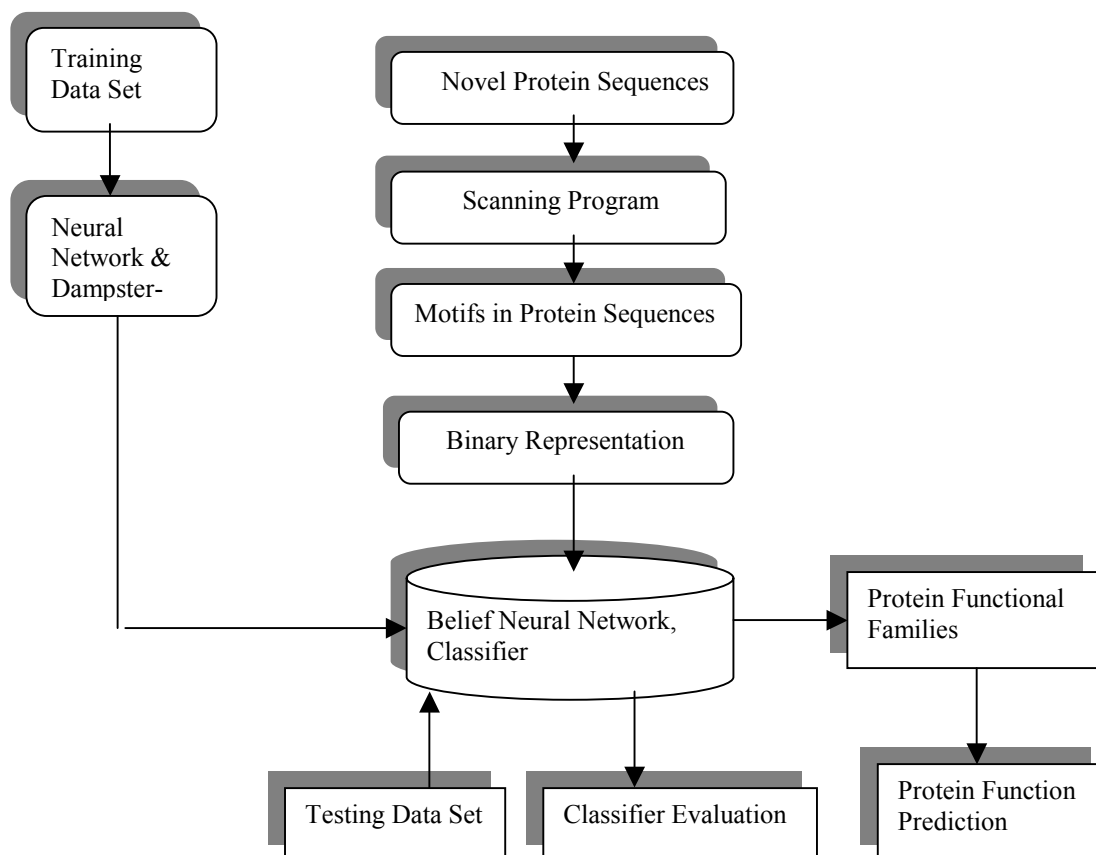 Training
Data Set
Novel Protein Sequences
Scanning Program
Neural
Network &
Dampster-
Motifs in Protein Sequences
Binary Representation
Belief Neural Network,
Classifier
Protein Functional
Families
Testing Data Set
Classifier Evaluation
Protein Function
Prediction